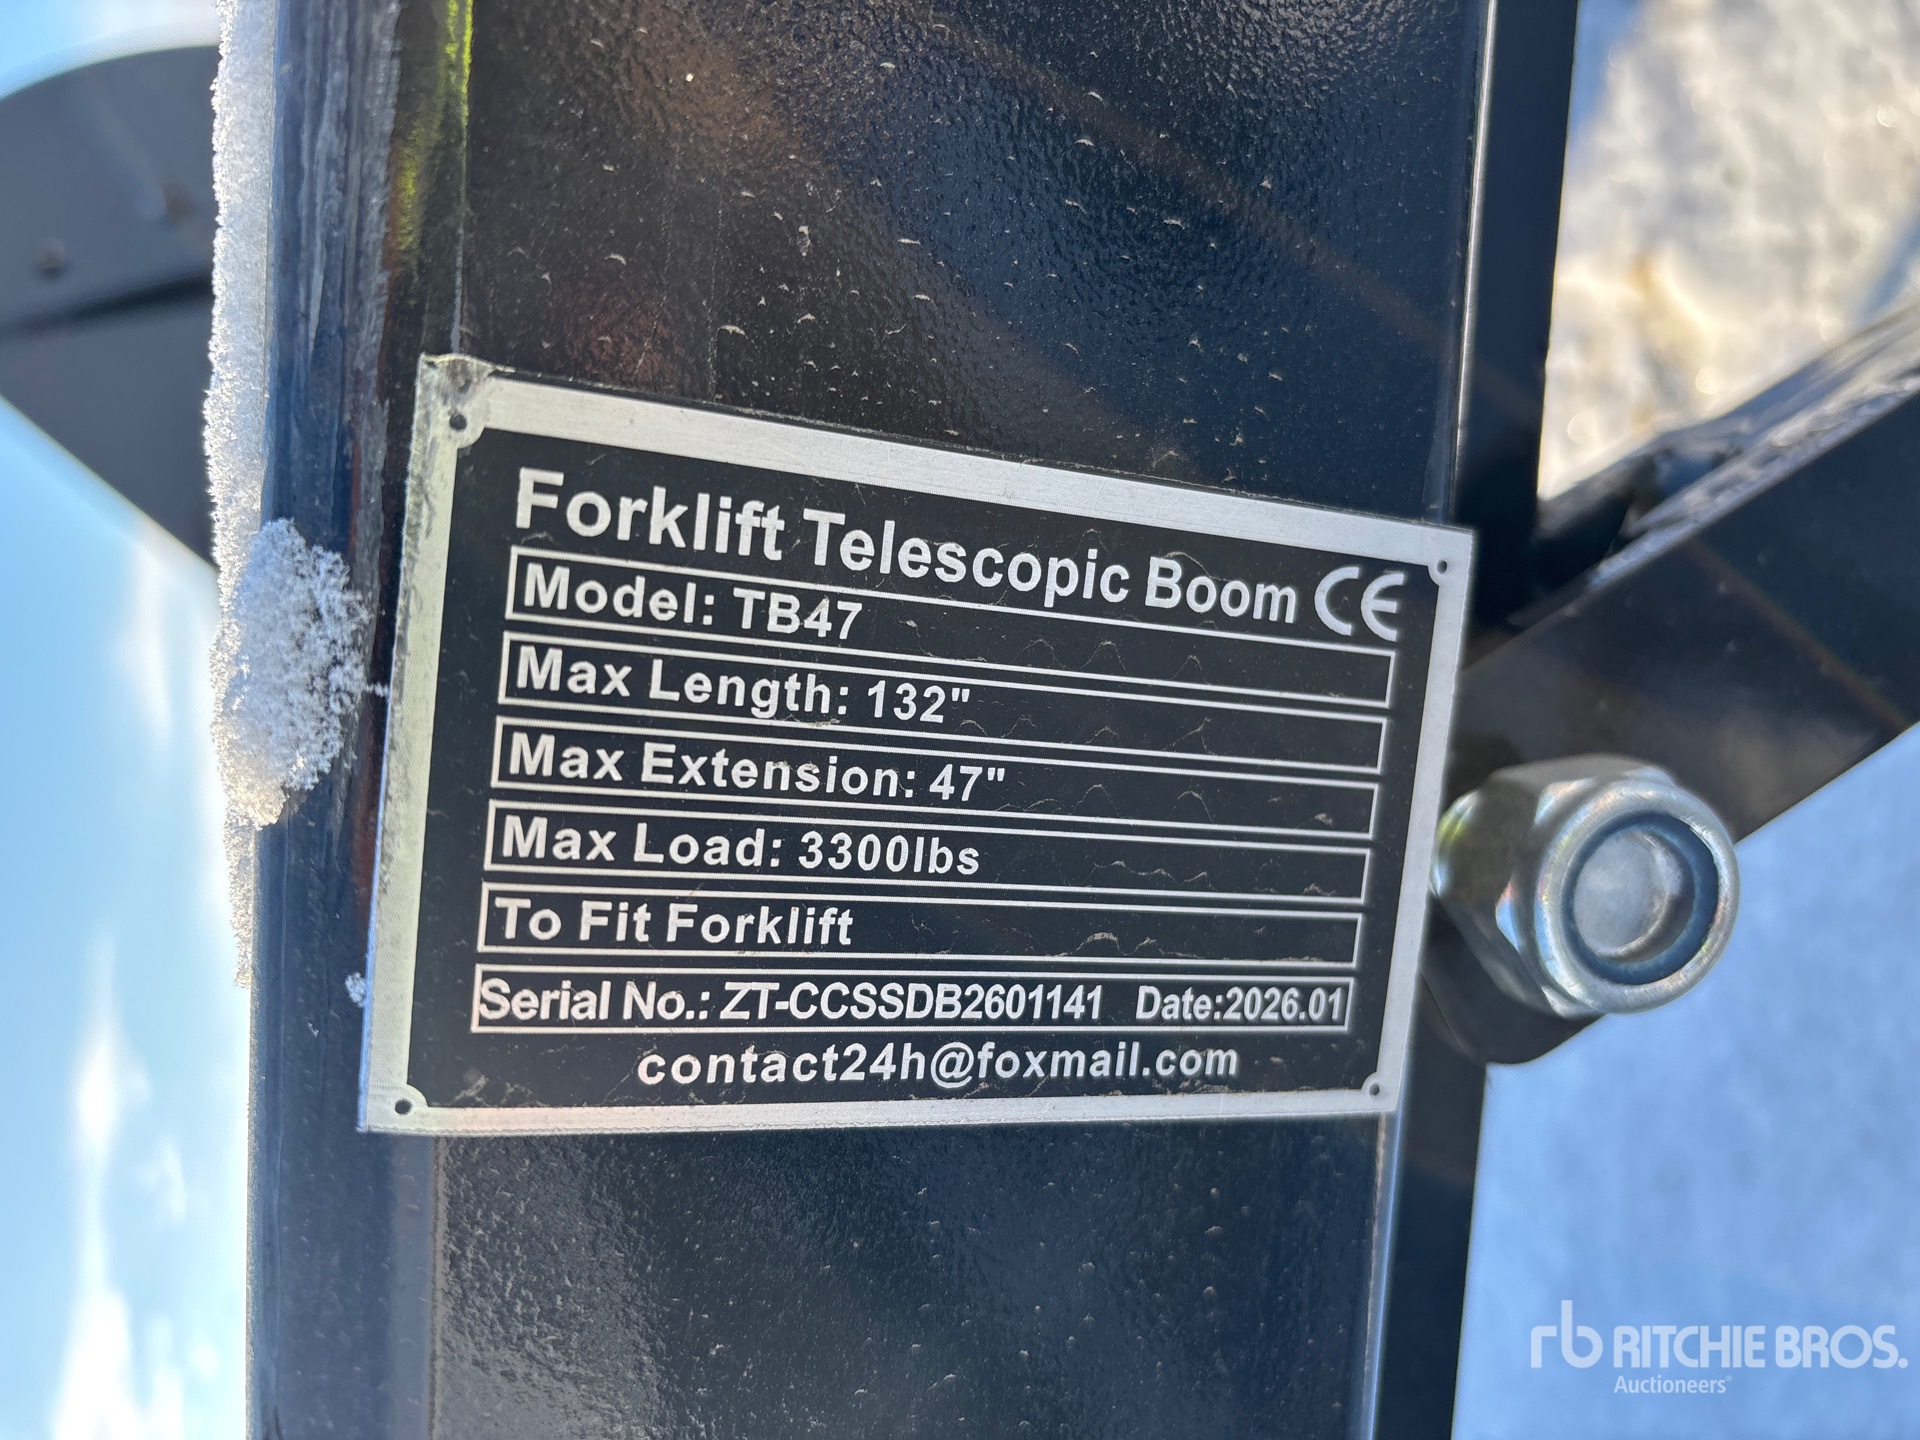 Forklift Telescopic Boom CE
Model: TB47
Max Length: 132"
Max Extension: 47"
Max Load: 3300lbs
To Fit Forklift
Serial No.: ZT-CCSSDB2601141 Date:2026.01
contact24h@foxmail.com
rb RITCHIE BROS.
Auctioneers